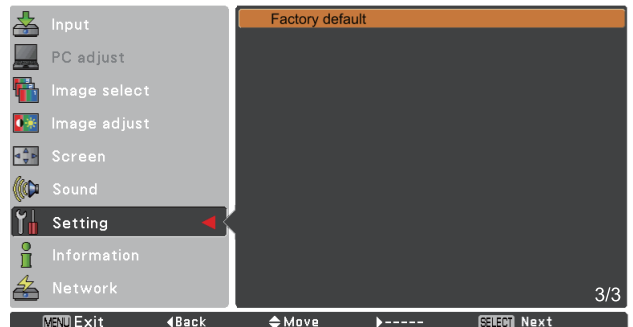 Input
PC adjust
Image select
Image adjust
Screen
Sound
Setting
Information
Network
Factory default
3/3
MENU Exit ◀Back ◆Move ▶----- SELECT Next